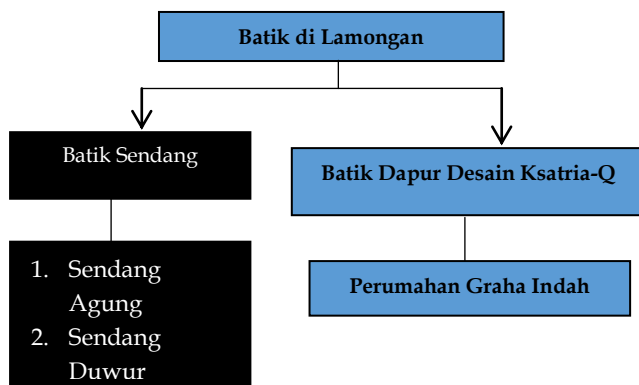 Batik di Lamongan
Batik Sendang
Batik Dapur Desain Ksatria-Q
1. Sendang
Agung
2. Sendang
Duwur
Perumahan Graha Indah